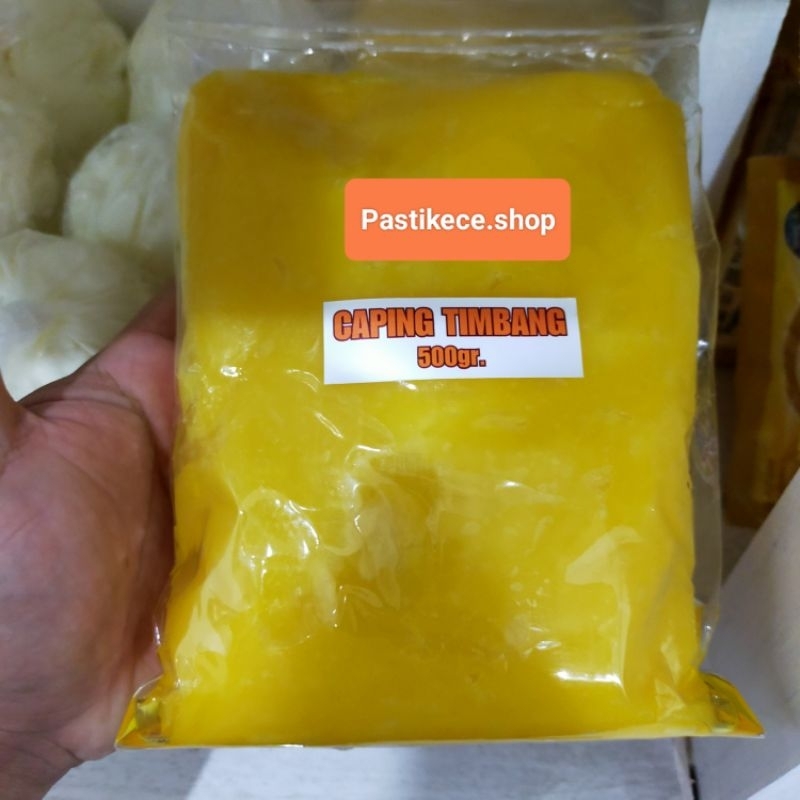 Pastikece.shop
CAPING TIMBANG
500gr.